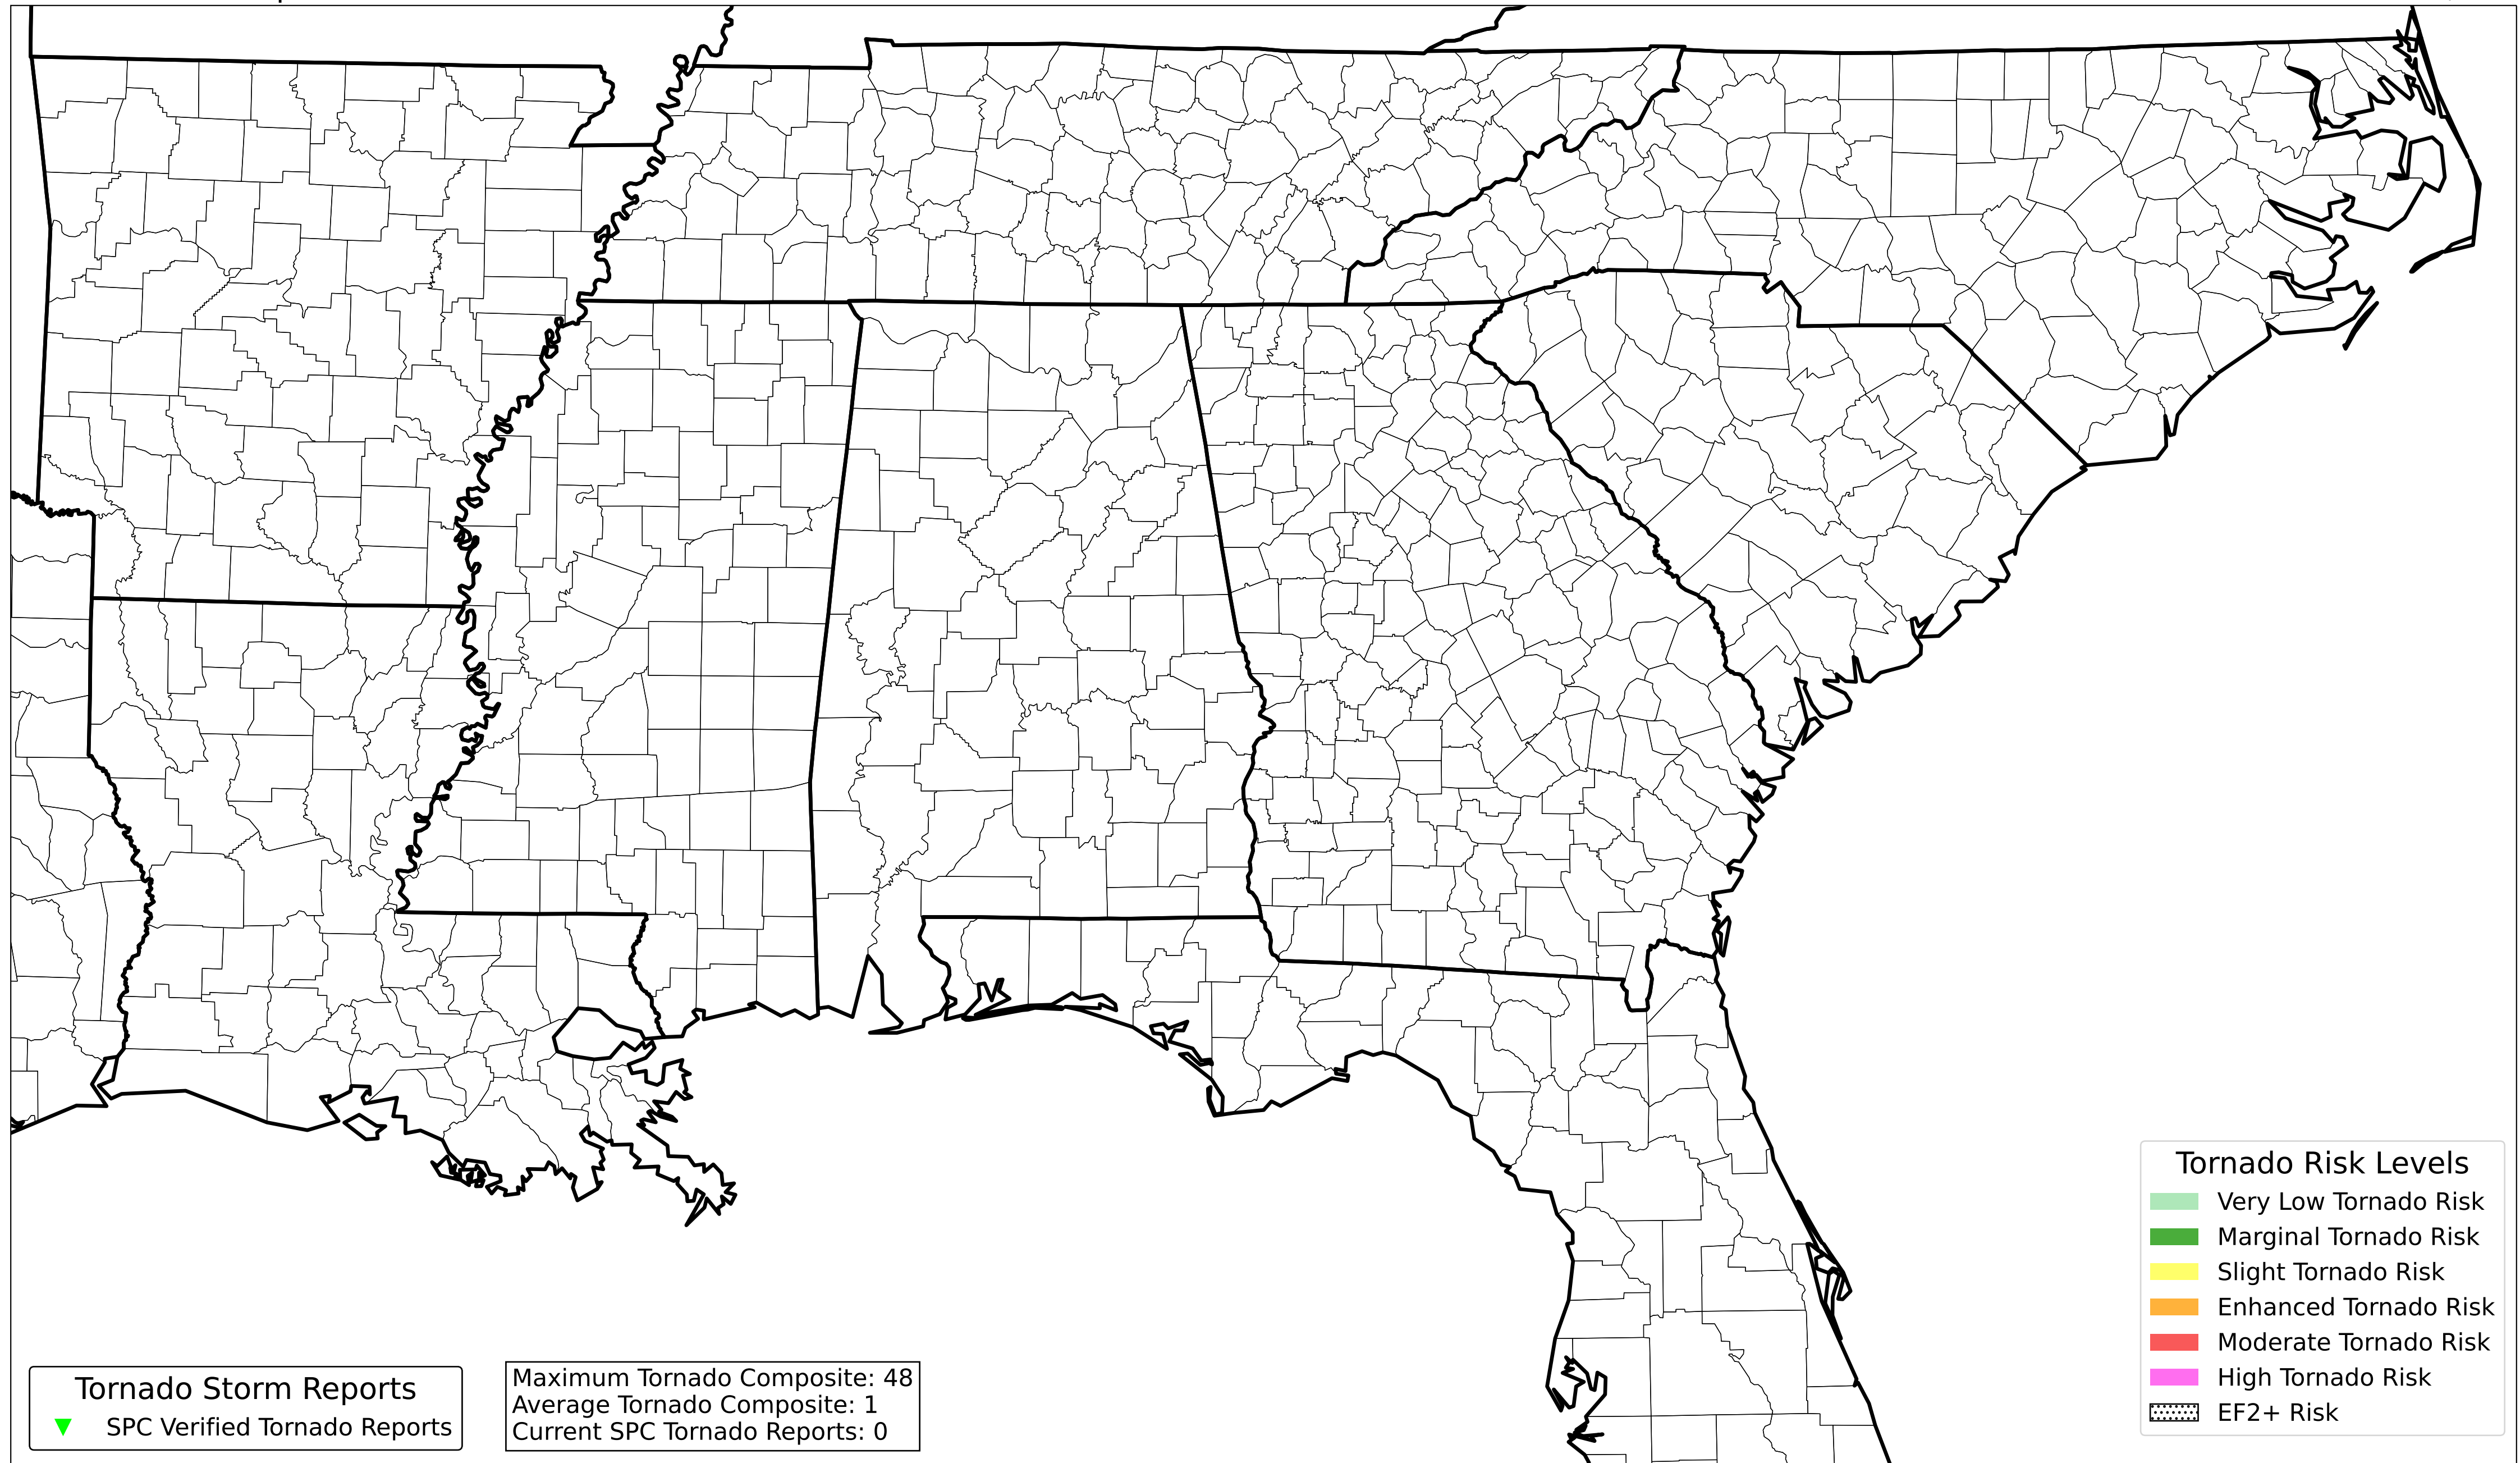 Tornado Risk Levels
Very Low Tornado Risk
Marginal Tornado Risk
Slight Tornado Risk
Enhanced Tornado Risk
Moderate Tornado Risk
High Tornado Risk
EF2+ Risk
Tornado Storm Reports
SPC Verified Tornado Reports
Maximum Tornado Composite: 48
Average Tornado Composite: 1
Current SPC Tornado Reports: 0